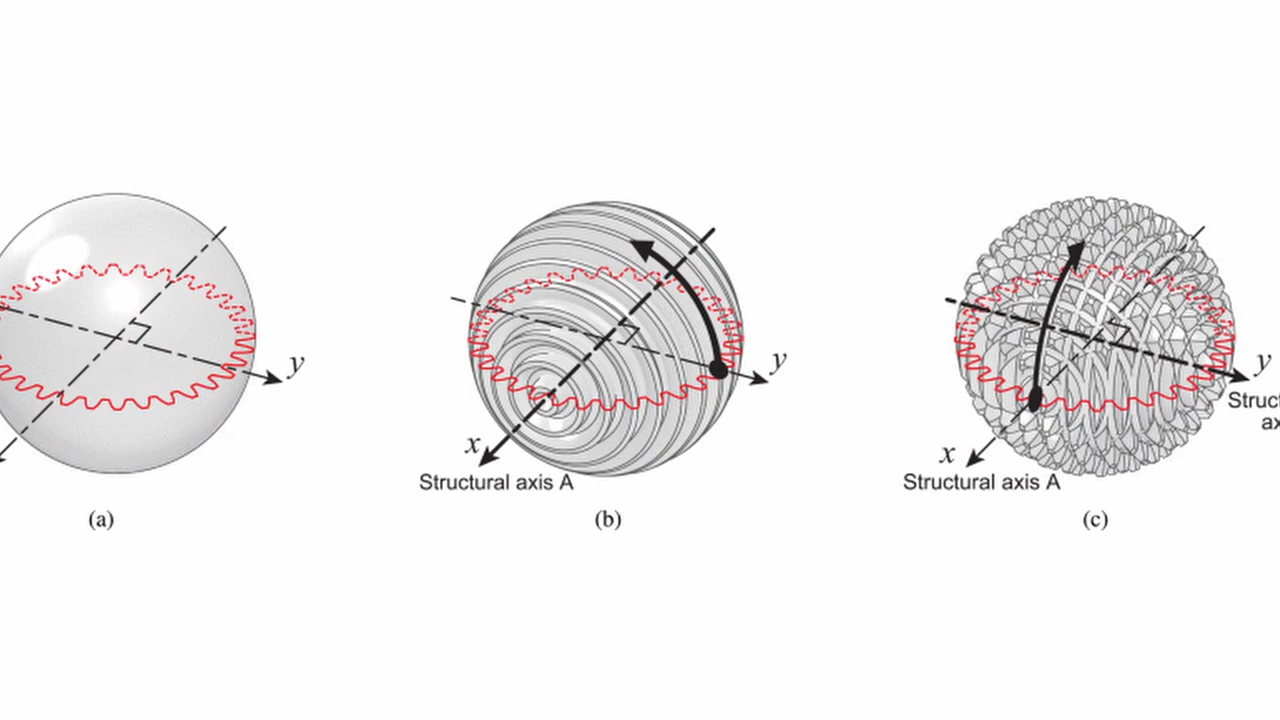 y
(a)
y
x
Structural axis A
(b)
y
x
Structural axis A
(c)